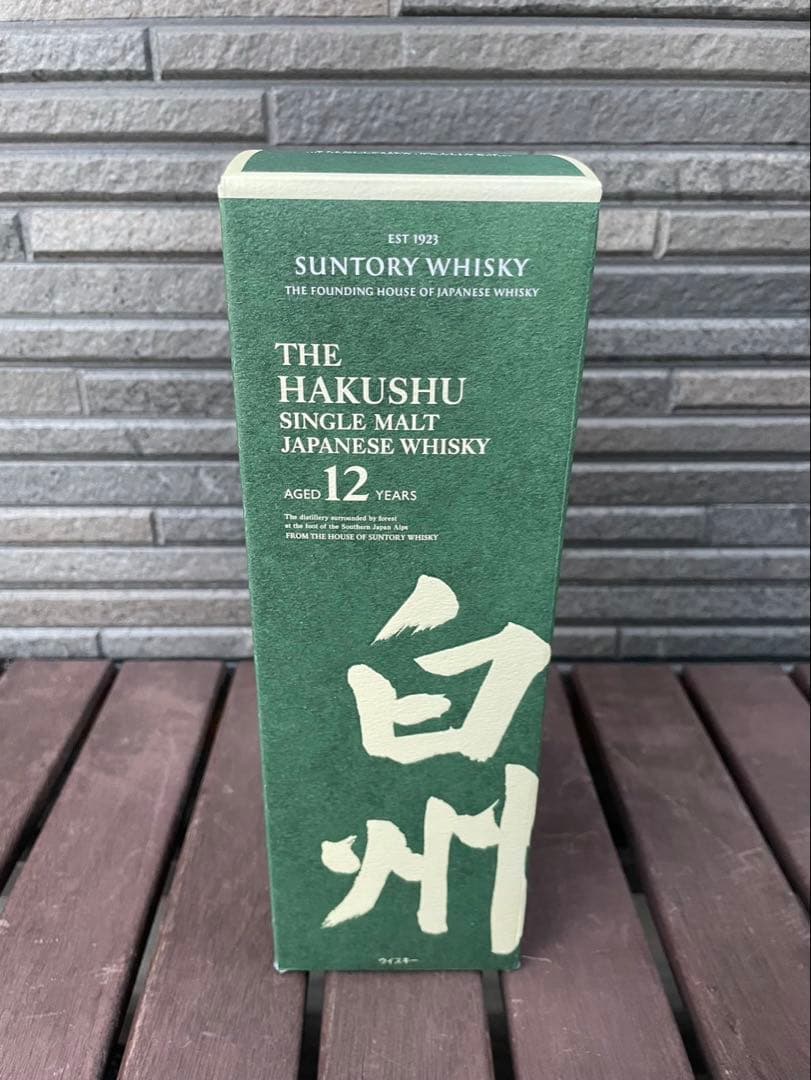 EST 1923
SUNTORY WHISKY
THE FOUNDING HOUSE OF JAPANESE WHISKY
THE
HAKUSHU
SINGLE MALT
JAPANESE WHISKY
AGED 12 YEARS
The distillery surrounded by forest
at the foot of the Southern Japan Alps
FROM THE HOUSE OF SUNTORY WHISKY
白州
ウイスキー